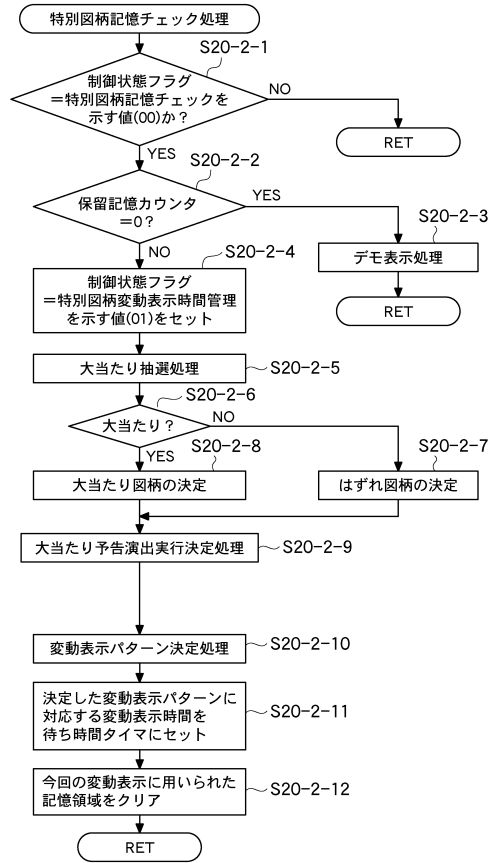 特別図柄記憶チェック処理
S20-2-1
制御状態フラグ
＝特別図柄記憶チェックを
示す値(00)か？
NO
RET
YES
S20-2-2
保留記憶カウンタ
＝0？
YES
S20-2-3
デモ表示処理
RET
NO
S20-2-4
制御状態フラグ
＝特別図柄変動表示時間管理
を示す値(01)をセット
大当たり抽選処理
S20-2-5
S20-2-6
大当たり？
NO
YES
S20-2-8
大当たり図柄の決定
S20-2-7
はずれ図柄の決定
大当たり予告演出実行決定処理
S20-2-9
変動表示パターン決定処理
S20-2-10
決定した変動表示パターンに
対応する変動表示時間を
待ち時間タイマにセット
S20-2-11
今回の変動表示に用いられた
記憶領域をクリア
S20-2-12
RET